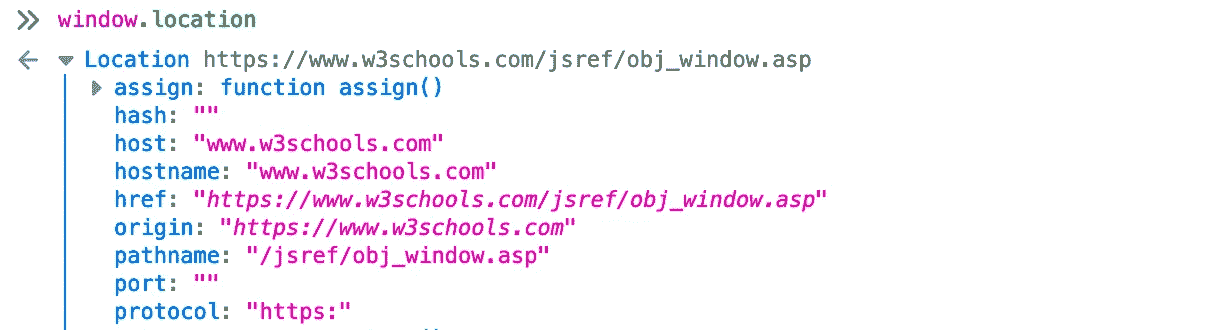 window.location
Location https://www.w3schools.com/jsref/obj_window.asp
assign: function assign()
hash: ""
host: "www.w3schools.com"
hostname: "www.w3schools.com"
href: "https://www.w3schools.com/jsref/obj_window.asp"
origin: "https://www.w3schools.com"
pathname: "/jsref/obj_window.asp"
port: ""
protocol: "https:"